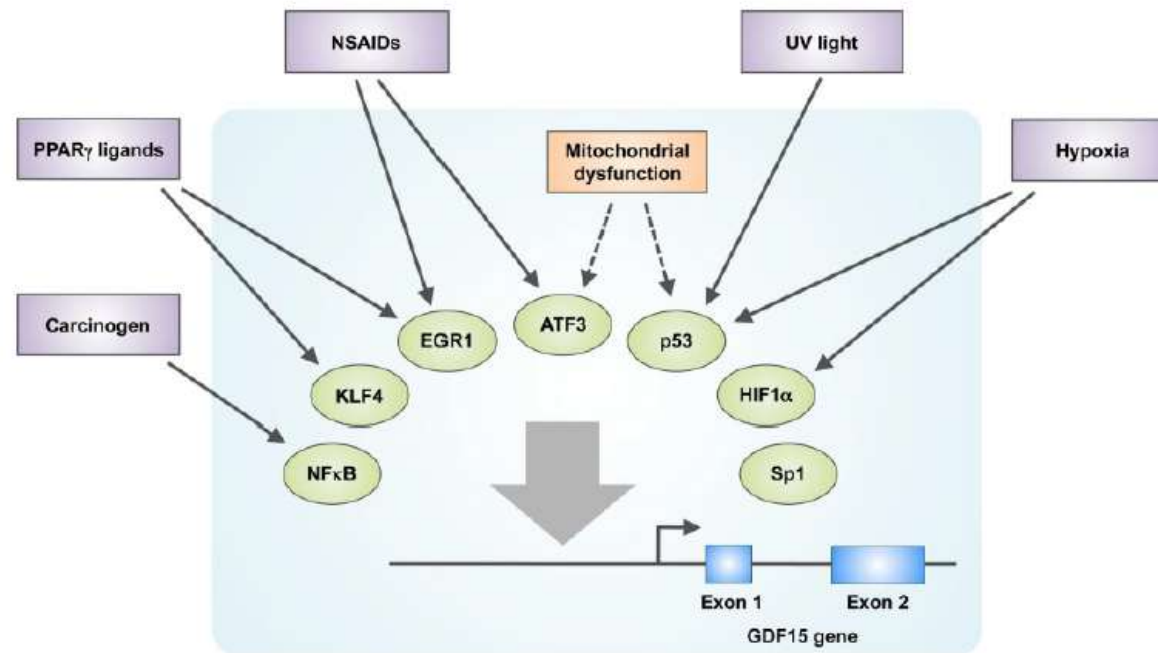 NSAIDs
UV light
PPARγ ligands
Mitochondrial
dysfunction
Hypoxia
Carcinogen
EGR1
ATF3
p53
KLF4
HIF1α
NFκB
Sp1
Exon 1
Exon 2
GDF15 gene